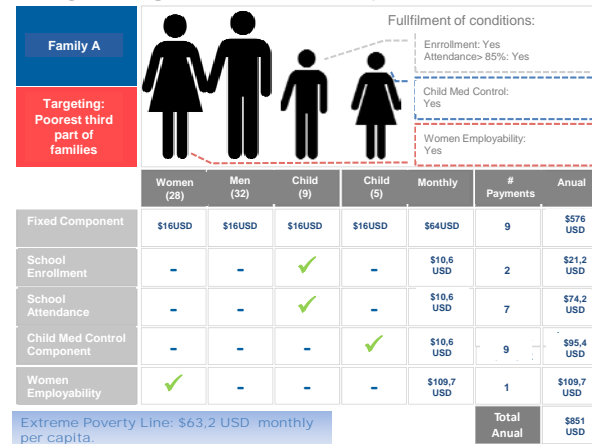 Family A
Targeting:
Poorest third
part of
families
Fullfilment of conditions:
Enrrollment: Yes
Attendance> 85%: Yes
Child Med Control:
Yes
Women Employability:
Yes
Women (28) Men (32) Child (9) Child (5) Monthly # Payments Anual
Fixed Component $16USD $16USD $16USD $16USD $64USD 9 $576 USD
School Enrollment - - ✓ - $10,6 USD 2 $21,2 USD
School Attendance - - ✓ - $10,6 USD 7 $74,2 USD
Child Med Control Component - - - ✓ $10,6 USD 9 $95,4 USD
Women Employability ✓ - - - $109,7 USD 1 $109,7 USD
Total Anual $851 USD
Extreme Poverty Line: $63,2 USD monthly
per capita.